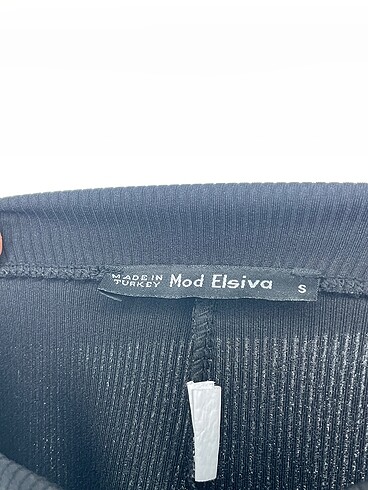 MADE IN
TURKEY
Mod Elsiva
S